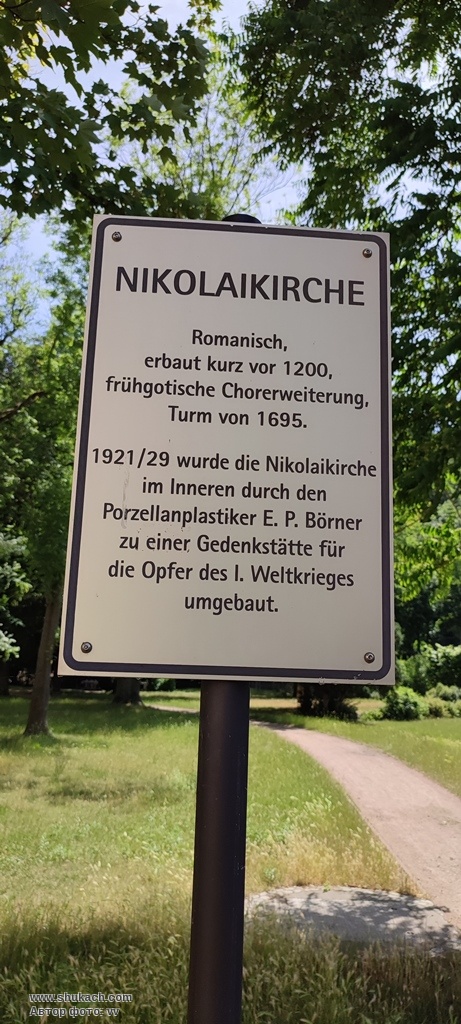 NIKOLAIKIRCHE
Romanisch,
erbaut kurz vor 1200,
frühgotische Chorerweiterung,
Turm von 1695.
1921/29 wurde die Nikolaikirche
im Inneren durch den
Porzellanplastiker E. P. Börner
zu einer Gedenkstätte für
die Opfer des I. Weltkrieges
umgebaut.
www.shukach.com
Автор фото: vv